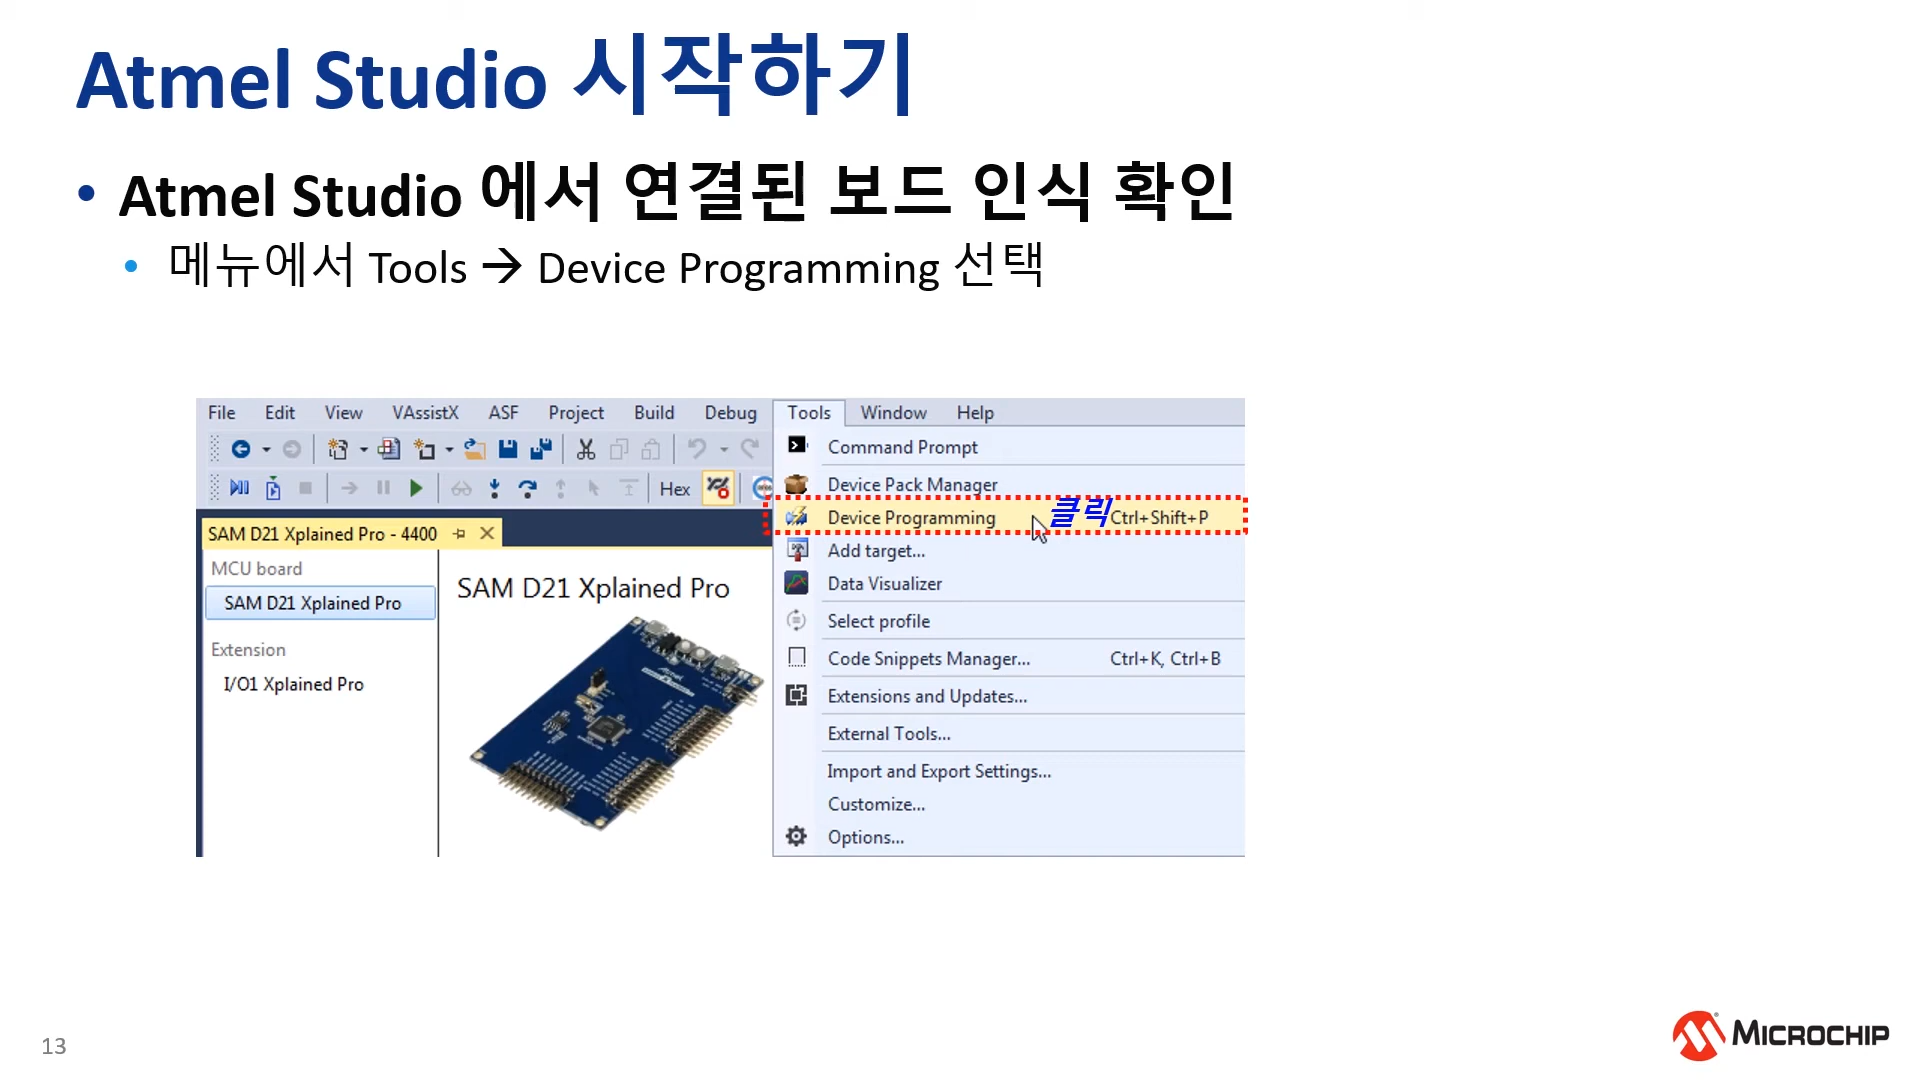 Atmel Studio 시작하기
• Atmel Studio 에서 연결된 보드 인식 확인
• 메뉴에서 Tools → Device Programming 선택
File Edit View VAssistX ASF Project Build Debug Tools Window Help
Hex
SAM D21 Xplained Pro - 4400
MCU board
SAM D21 Xplained Pro
Extension
I/O1 Xplained Pro
SAM D21 Xplained Pro
Atmel
Command Prompt
Device Pack Manager
Device Programming 클릭 Ctrl+Shift+P
Add target...
Data Visualizer
Select profile
Code Snippets Manager... Ctrl+K, Ctrl+B
Extensions and Updates...
External Tools...
Import and Export Settings...
Customize...
Options...
13
MICROCHIP